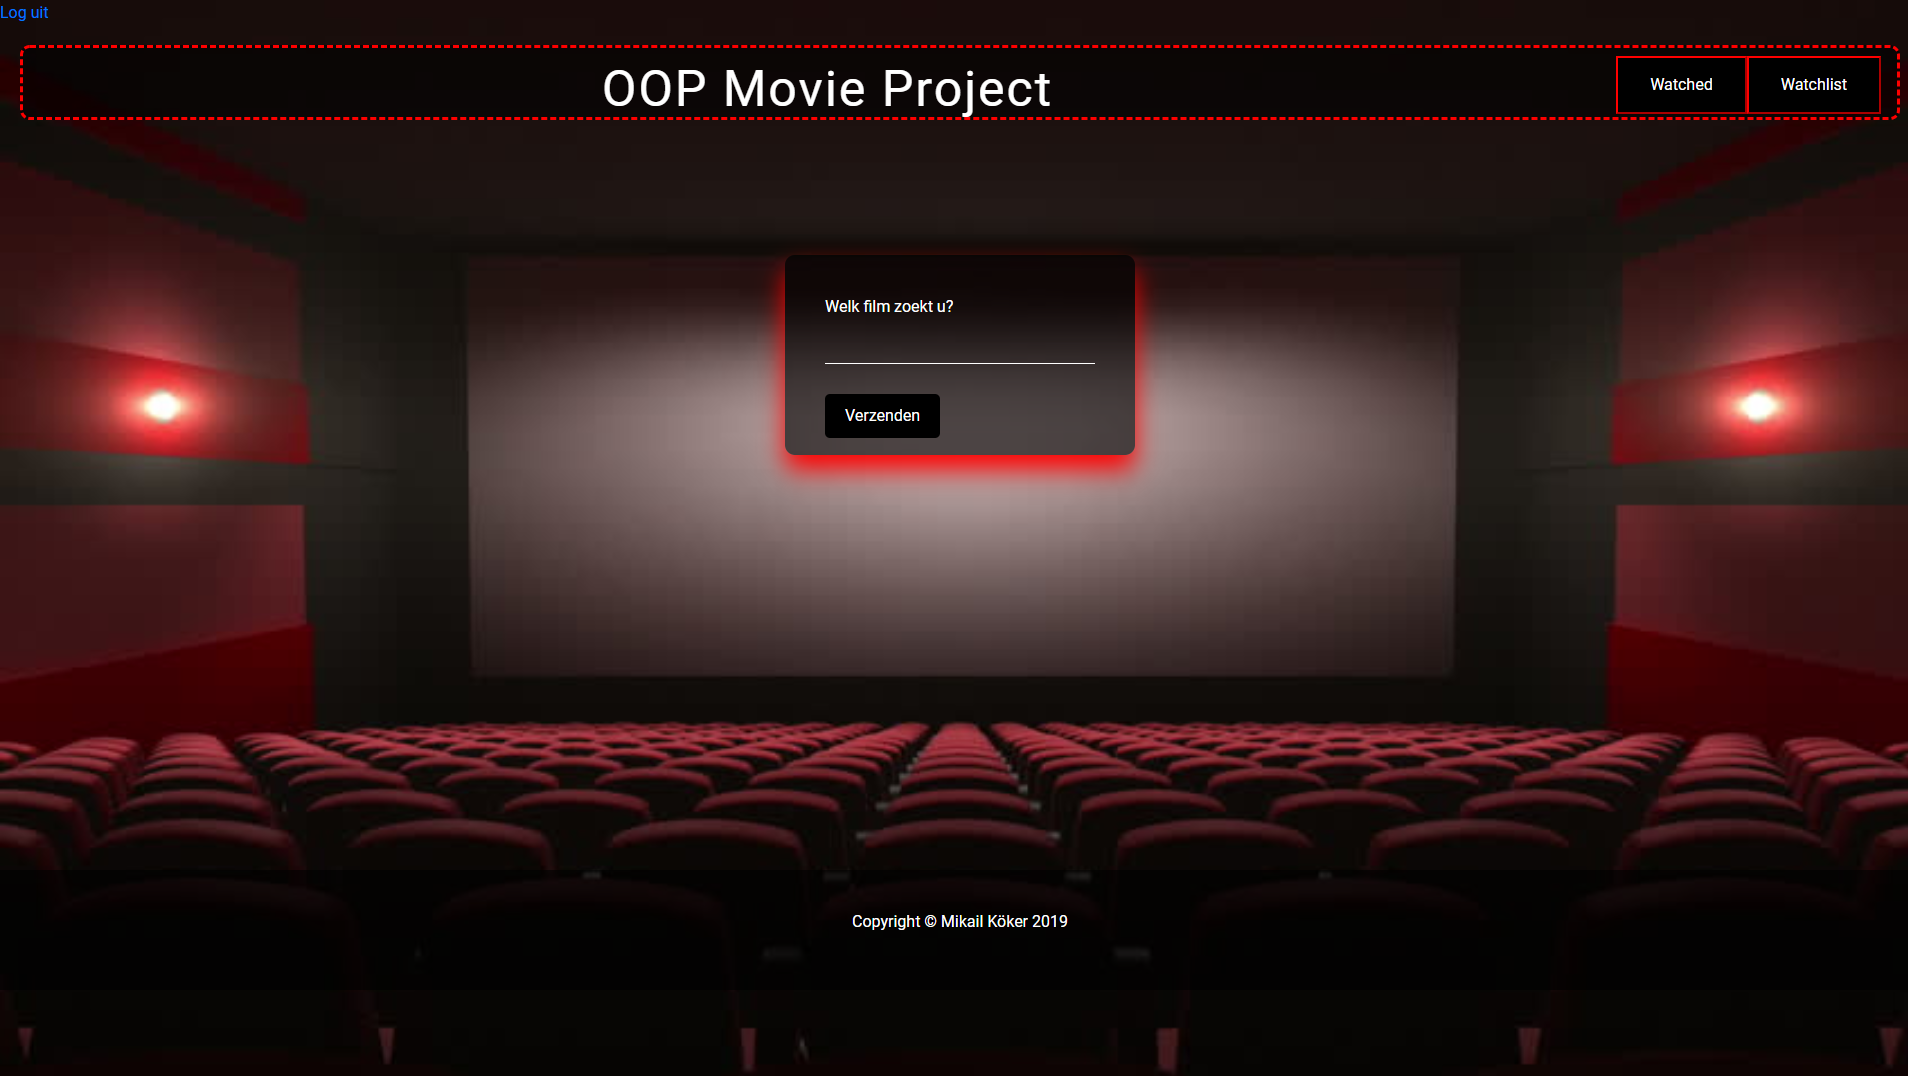 Log uit
OOP Movie Project
Watched
Watchlist
Welk film zoekt u?
Verzenden
Copyright © Mikail Köker 2019